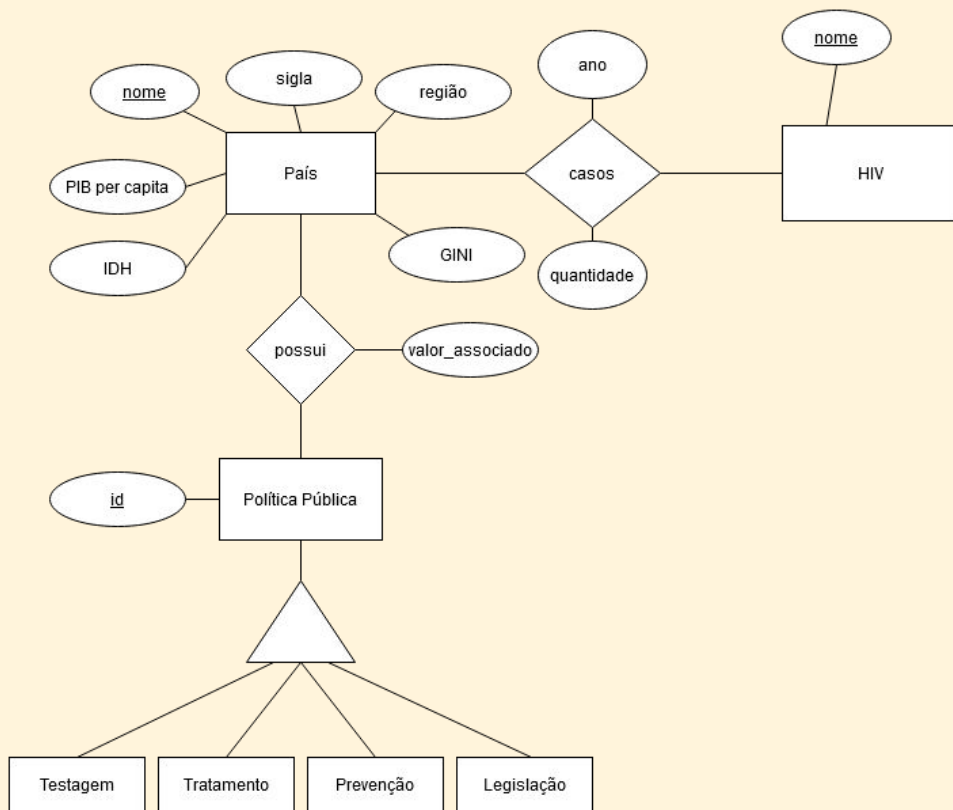 nome
ano
sigla
nome
região
País
casos
HIV
PIB per capita
GINI
IDH
quantidade
possui
valor_associado
id
Política Pública
Testagem
Tratamento
Prevenção
Legislação